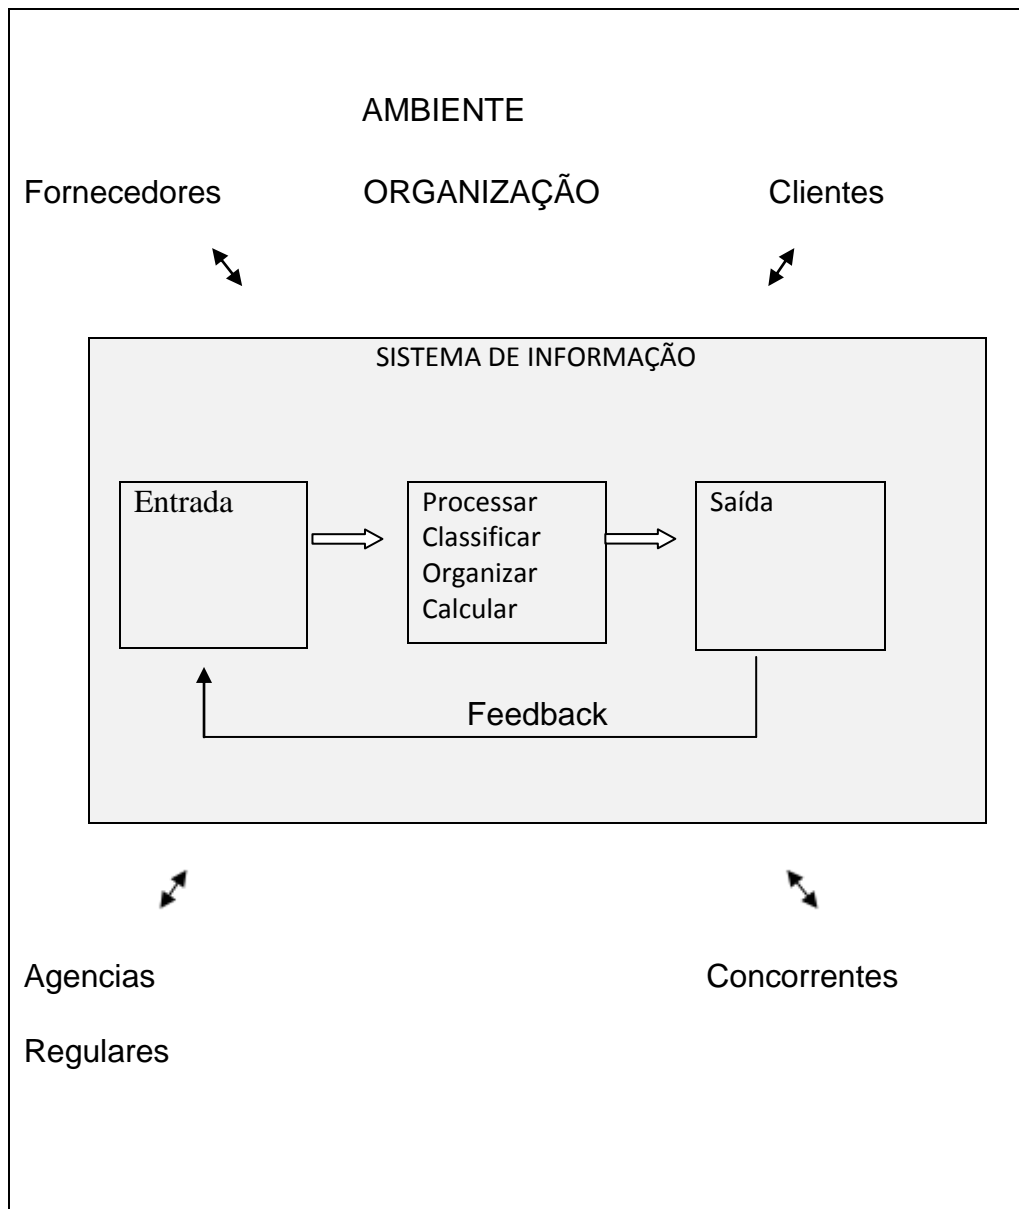 AMBIENTE
Fornecedores ORGANIZAÇÃO Clientes
SISTEMA DE INFORMAÇÃO
Entrada
Processar
Classificar
Organizar
Calcular
Saída
Feedback
Agencias
Regulares
Concorrentes